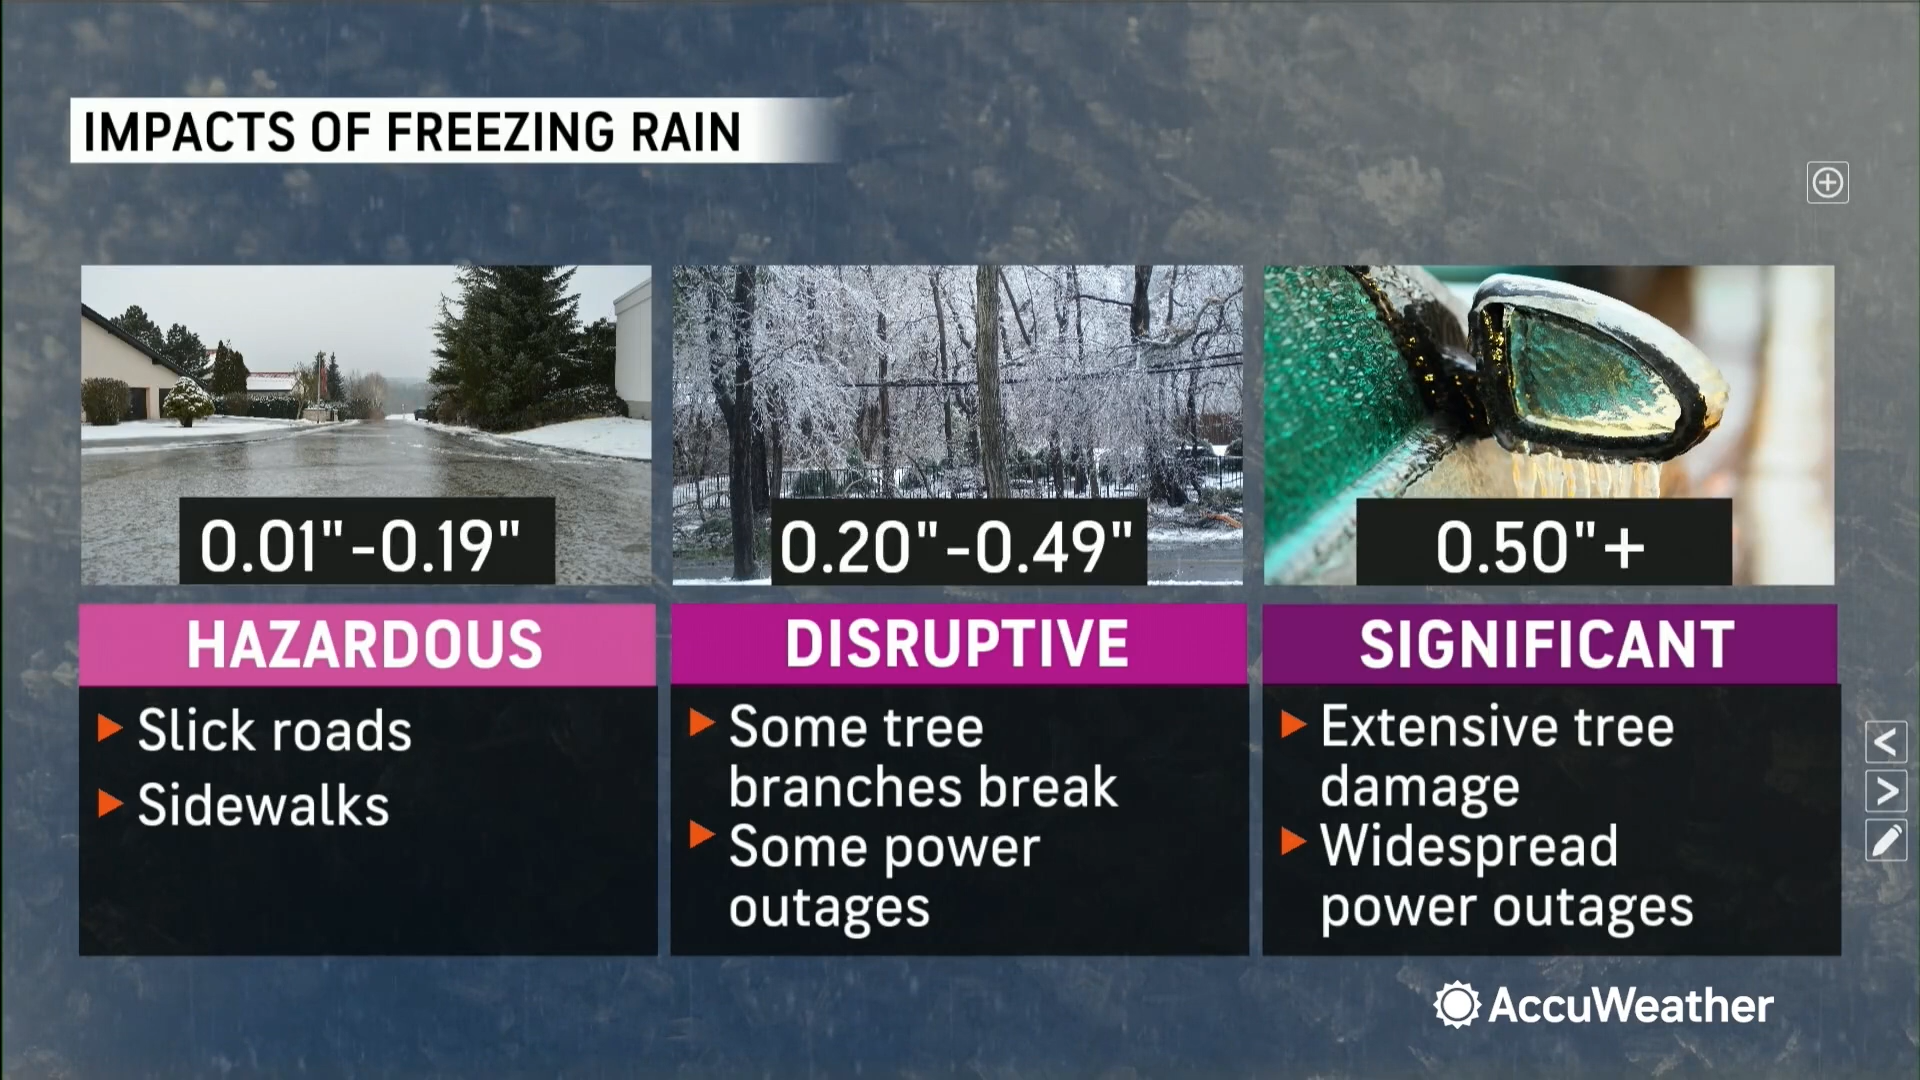 IMPACTS OF FREEZING RAIN
0.01"-0.19"
HAZARDOUS
Slick roads
Sidewalks
0.20"-0.49"
DISRUPTIVE
Some tree
branches break
Some power
outages
0.50"+
SIGNIFICANT
Extensive tree
damage
Widespread
power outages
AccuWeather